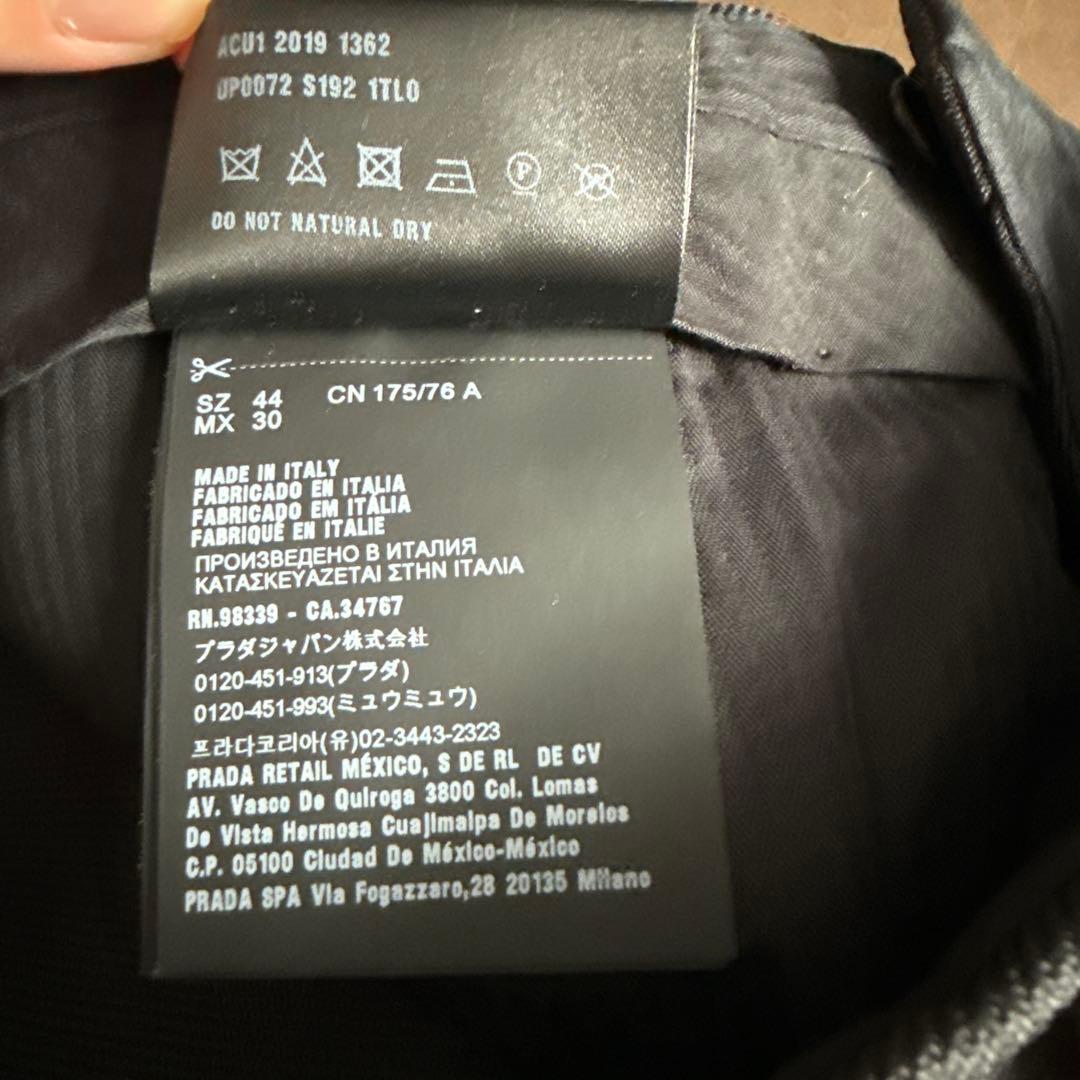 ACU1 2019 1362
UP0072 S192 1TL0
P
DO NOT NATURAL DRY
SZ 44 CN 175/76 A
MX 30
MADE IN ITALY
FABRICADO EN ITALIA
FABRICADO EM ITÁLIA
FABRIQUÉ EN ITALIE
ПРОИЗВЕДЕНО В ИТАЛИЯ
ΚΑΤΑΣΚΕΥΑΖΕΤΑΙ ΣΤΗΝ ΙΤΑΛΙΑ
RN.98339 - CA.34767
プラダジャパン株式会社
0120-451-913(プラダ)
0120-451-993(ミュウミュウ)
프라다코리아(유)02-3443-2323
PRADA RETAIL MÉXICO, S DE RL DE CV
AV. Vasco De Quiroga 3800 Col. Lomas
De Vista Hermosa Cuajimalpa De Morelos
C.P. 05100 Ciudad De México-México
PRADA SPA Via Fogazzaro,28 20135 Milano